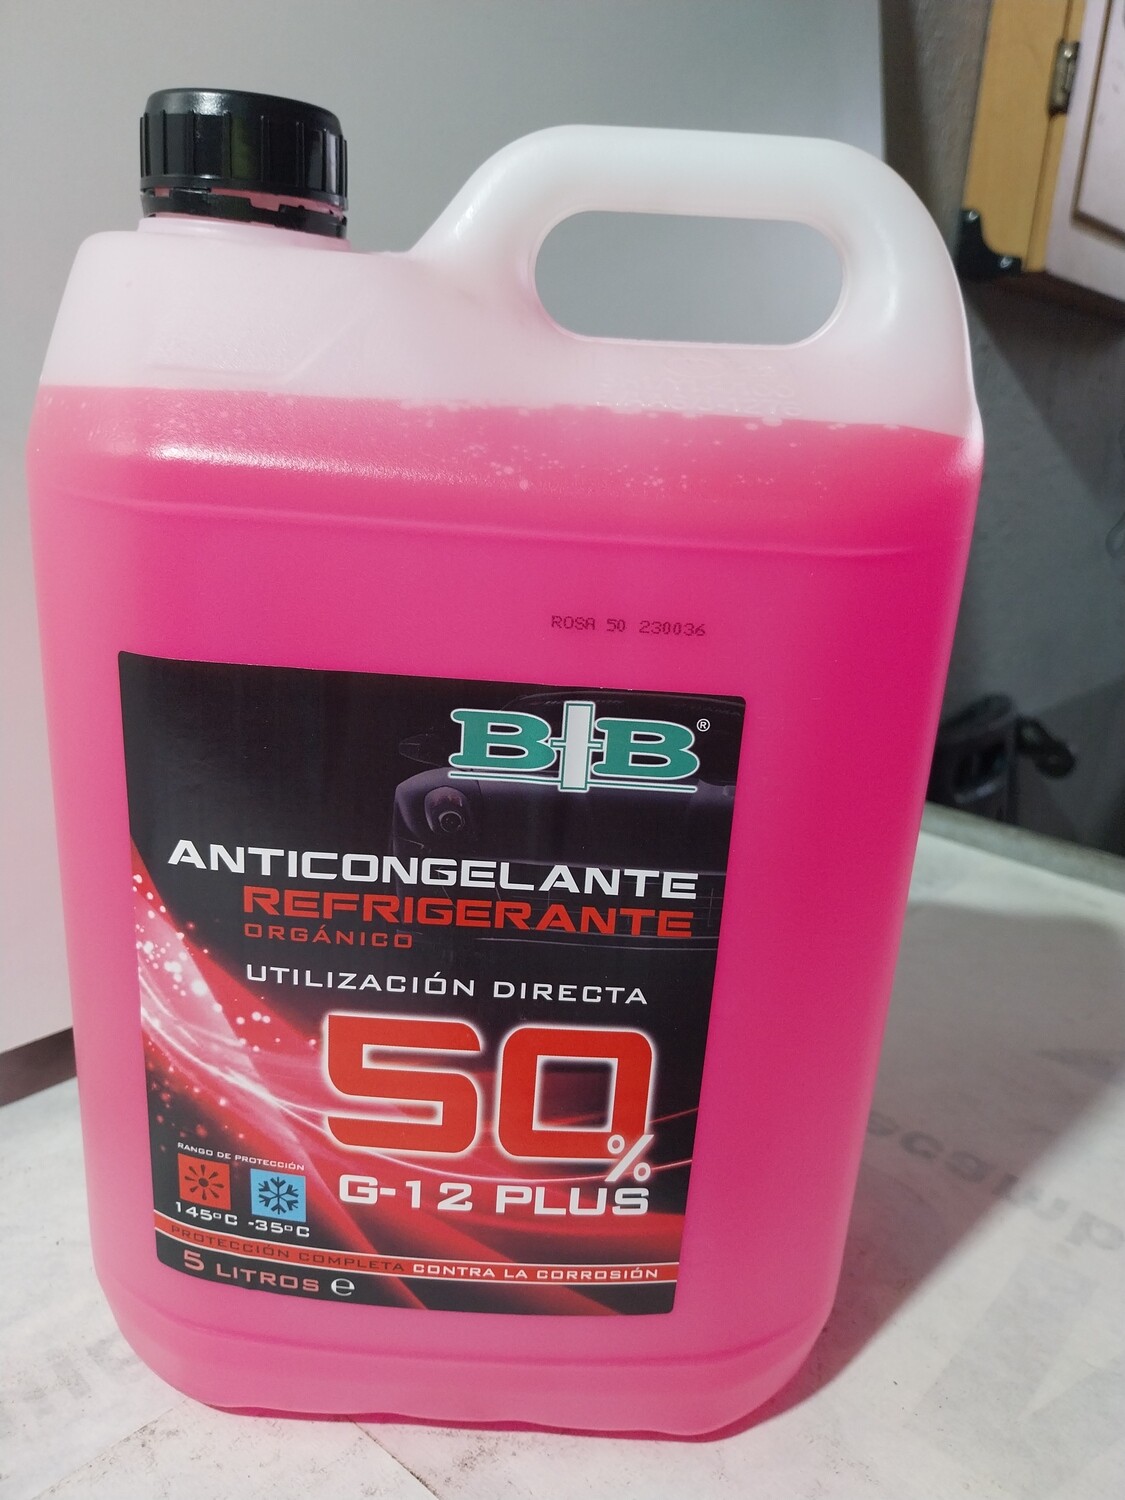 ROSA 50 230036
B+B®
ANTICONGELANTE
REFRIGERANTE
ORGÁNICO
UTILIZACIÓN DIRECTA
50%
G-12 PLUS
RANGO DE PROTECCIÓN
145ºC -35ºC
PROTECCIÓN COMPLETA CONTRA LA CORROSIÓN
5 LITROS ℮